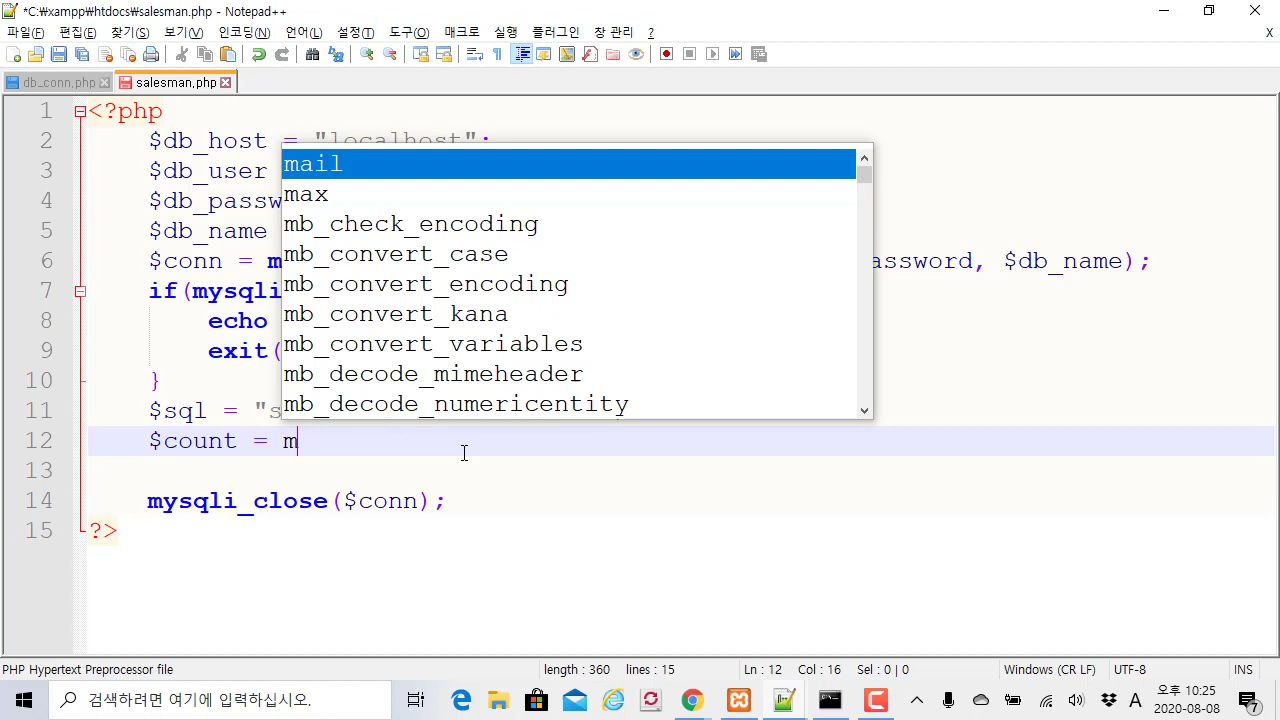 *C:₩xampp₩htdocs₩salesman.php - Notepad++
파일(F) 편집(E) 찾기(S) 보기(V) 인코딩(N) 언어(L) 설정(T) 도구(O) 매크로 실행 플러그인 창 관리 ? X
db_conn.php salesman.php
1 <?php
2 $db_host = "localhost";
3 $db_user
4 $db_passw
5 $db_name
6 $conn = m assword, $db_name);
7 if(mysqli
8 echo
9 exit(
10 }
11 $sql = "s
12 $count = m
13
14 mysqli_close($conn);
15 ?>
mail
max
mb_check_encoding
mb_convert_case
mb_convert_encoding
mb_convert_kana
mb_convert_variables
mb_decode_mimeheader
mb_decode_numericentity
PHP Hypertext Preprocessor file length : 360 lines : 15 Ln : 12 Col : 16 Sel : 0 | 0 Windows (CR LF) UTF-8 INS
검색하려면 여기에 입력하십시오. A 오후 10:25
2020-08-08 7